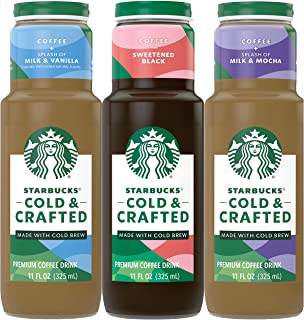 COFFEE
+
SPLASH OF
MILK & VANILLA
STARBUCKS®
COLD &
CRAFTED
MADE WITH COLD BREW
PREMIUM COFFEE DRINK
11 FL OZ (325 mL)
COFFEE
SWEETENED
BLACK
STARBUCKS®
COLD &
CRAFTED
MADE WITH COLD BREW
PREMIUM COFFEE DRINK
11 FL OZ (325 mL)
COFFEE
+
SPLASH OF
MILK & MOCHA
STARBUCKS®
COLD &
CRAFTED
MADE WITH COLD BREW
PREMIUM COFFEE DRINK
11 FL OZ (325 mL)